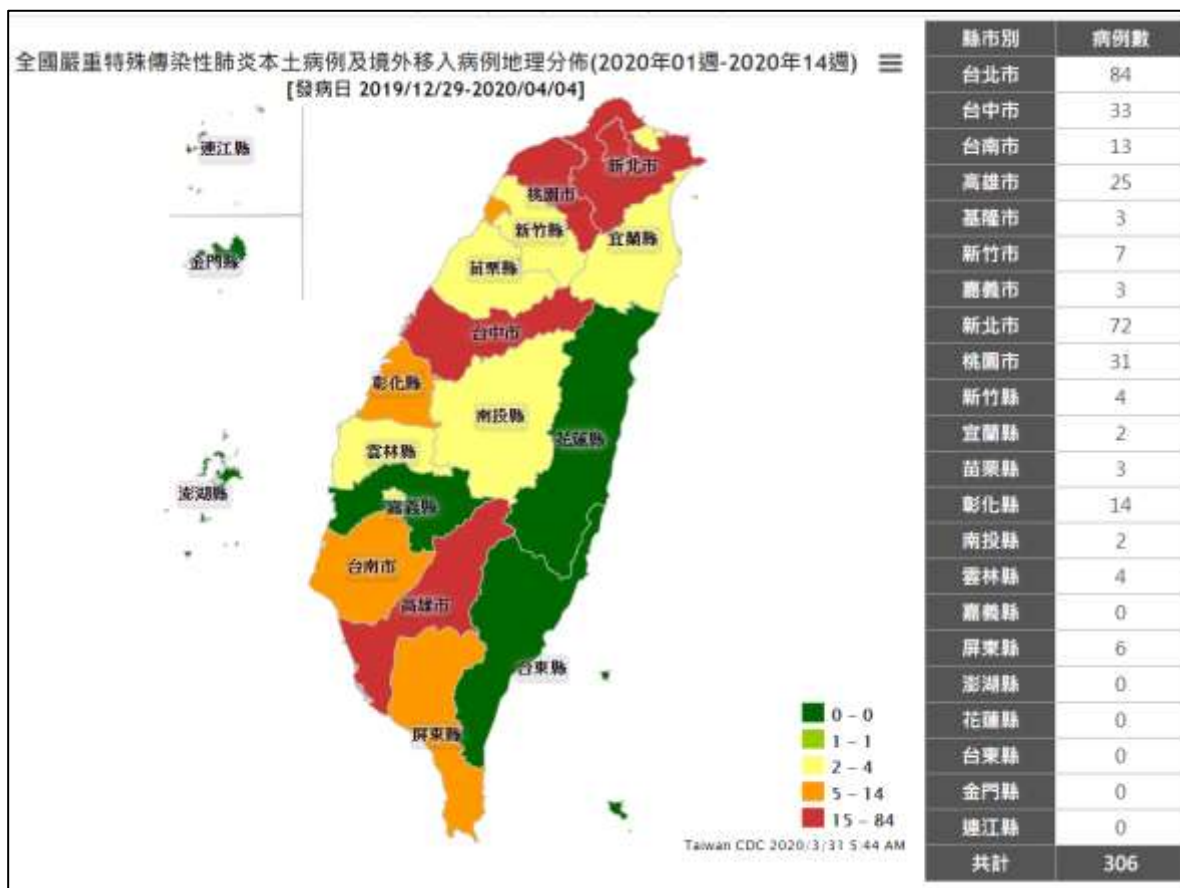 全國嚴重特殊傳染性肺炎本土病例及境外移入病例地理分佈(2020年01週-2020年14週)
[發病日 2019/12/29-2020/04/04]
連江縣
金門縣
新北市
桃園市
新竹縣
宜蘭縣
苗栗縣
台中市
彰化縣
南投縣
花蓮縣
雲林縣
澎湖縣
嘉義縣
台南市
高雄市
台東縣
屏東縣
0 - 0
1 - 1
2 - 4
5 - 14
15 - 84
Taiwan CDC 2020/3/31 5:44 AM
縣市別 病例數
台北市 84
台中市 33
台南市 13
高雄市 25
基隆市 3
新竹市 7
嘉義市 3
新北市 72
桃園市 31
新竹縣 4
宜蘭縣 2
苗栗縣 3
彰化縣 14
南投縣 2
雲林縣 4
嘉義縣 0
屏東縣 6
澎湖縣 0
花蓮縣 0
台東縣 0
金門縣 0
連江縣 0
共計 306